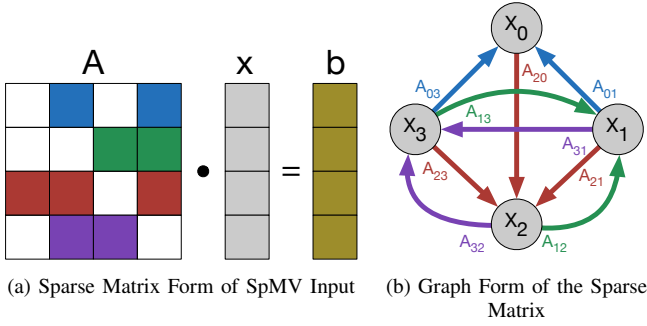 A x b
• =
(a) Sparse Matrix Form of SpMV Input
X₀
A₂₀
A₀₃ A₀₁
A₁₃
X₃ X₁
A₃₁
A₂₃ A₂₁
X₂
A₃₂ A₁₂
(b) Graph Form of the Sparse
Matrix